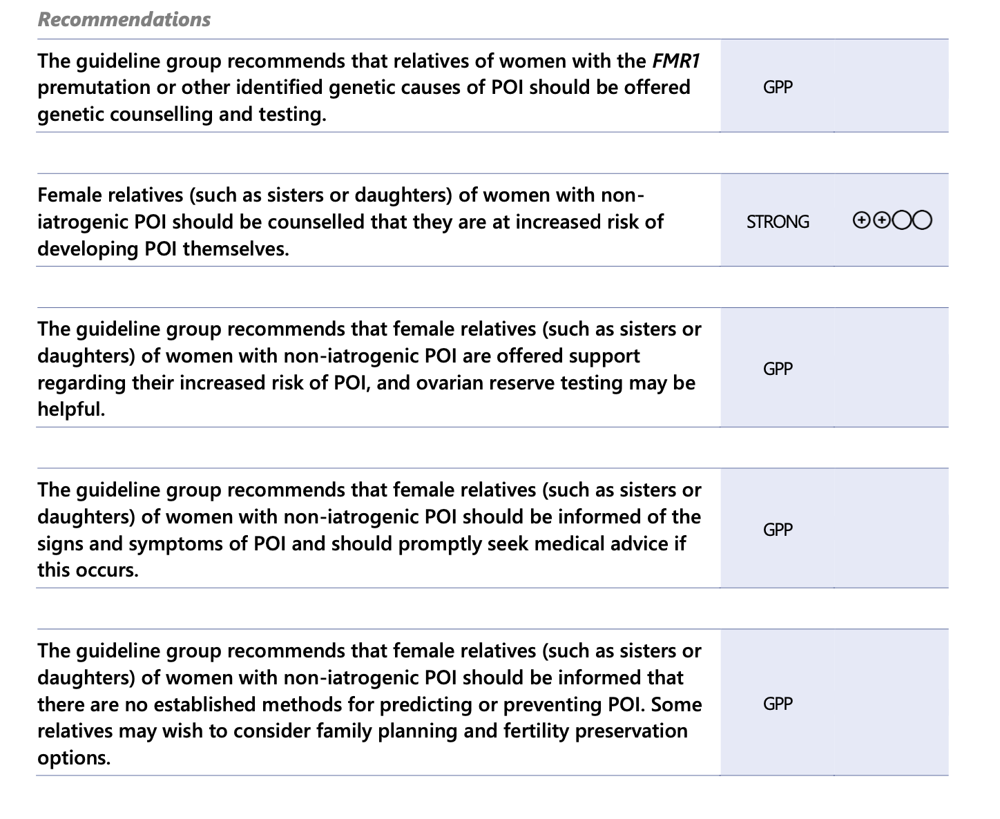 Recommendations
The guideline group recommends that relatives of women with the FMR1
premutation or other identified genetic causes of POI should be offered
genetic counselling and testing.
GPP
Female relatives (such as sisters or daughters) of women with non-
iatrogenic POI should be counselled that they are at increased risk of
developing POI themselves.
STRONG ⊕⊕○○
The guideline group recommends that female relatives (such as sisters or
daughters) of women with non-iatrogenic POI are offered support
regarding their increased risk of POI, and ovarian reserve testing may be
helpful.
GPP
The guideline group recommends that female relatives (such as sisters or
daughters) of women with non-iatrogenic POI should be informed of the
signs and symptoms of POI and should promptly seek medical advice if
this occurs.
GPP
The guideline group recommends that female relatives (such as sisters or
daughters) of women with non-iatrogenic POI should be informed that
there are no established methods for predicting or preventing POI. Some
relatives may wish to consider family planning and fertility preservation
options.
GPP